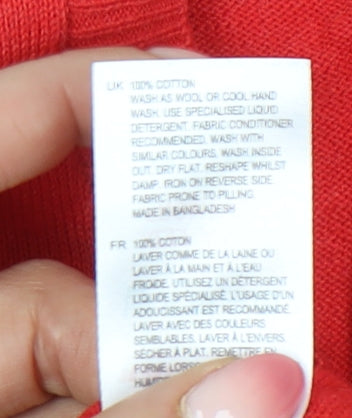 UK 100% COTTON
WASH AS WOOL OR COOL HAND
WASH. USE SPECIALISED LIQUID
DETERGENT. FABRIC CONDITIONER
RECOMMENDED. WASH WITH
SIMILAR COLOURS. WASH INSIDE
OUT. DRY FLAT. RESHAPE WHILST
DAMP. IRON ON REVERSE SIDE.
FABRIC PRONE TO PILLING.
MADE IN BANGLADESH
FR 100% COTON
LAVER COMME DE LA LAINE OU
LAVER À LA MAIN ET À L'EAU
FROIDE. UTILISEZ UN DÉTERGENT
LIQUIDE SPÉCIALISÉ. L'USAGE D'UN
ADOUCISSANT EST RECOMMANDÉ.
LAVER AVEC DES COULEURS
SEMBLABLES. LAVER À L'ENVERS.
SÉCHER À PLAT. REMETTRE EN
FORME